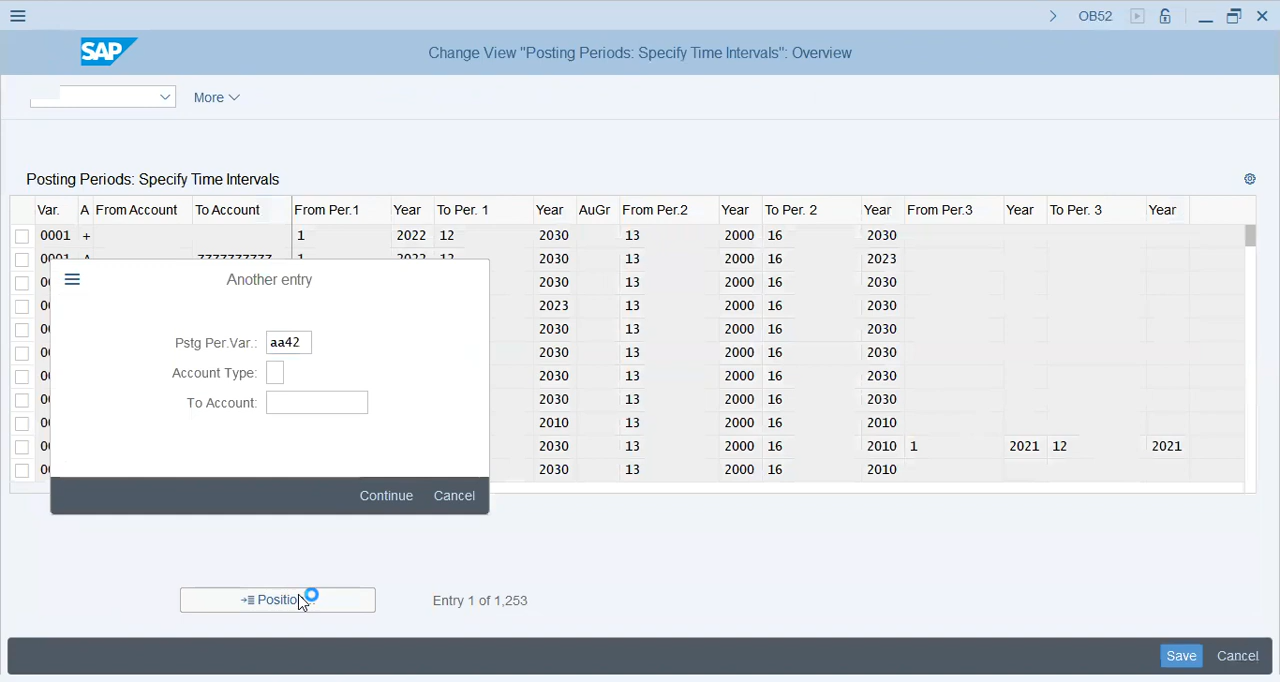 OB52
SAP Change View "Posting Periods: Specify Time Intervals": Overview
More
Posting Periods: Specify Time Intervals
Var. A From Account To Account From Per.1 Year To Per. 1 Year AuGr From Per.2 Year To Per. 2 Year From Per.3 Year To Per. 3 Year
0001 + 1 2022 12 2030 13 2000 16 2030
2030 13 2000 16 2023
Another entry
2030 13 2000 16 2030
2023 13 2000 16 2030
2030 13 2000 16 2030
Pstg Per.Var.: aa42
2030 13 2000 16 2030
Account Type:
2030 13 2000 16 2030
To Account:
2030 13 2000 16 2030
2010 13 2000 16 2010
2030 13 2000 16 2010 1 2021 12 2021
2030 13 2000 16 2010
Continue Cancel
Entry 1 of 1,253
Save Cancel